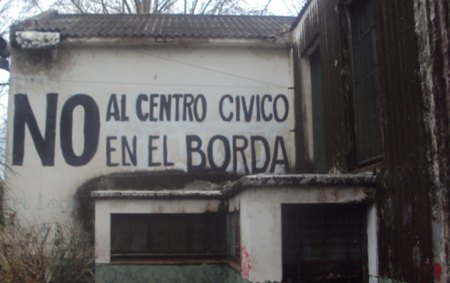 NO AL CENTRO CIVICO
EN EL BORDA